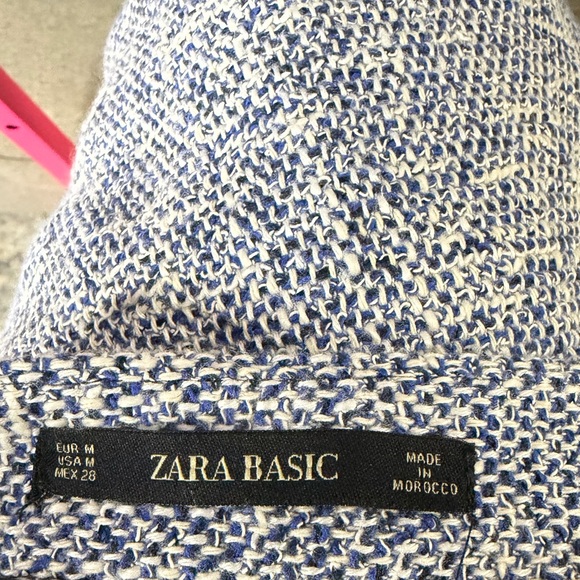 EUR M
USA M
MEX 28
ZARA BASIC
MADE
IN
MOROCCO